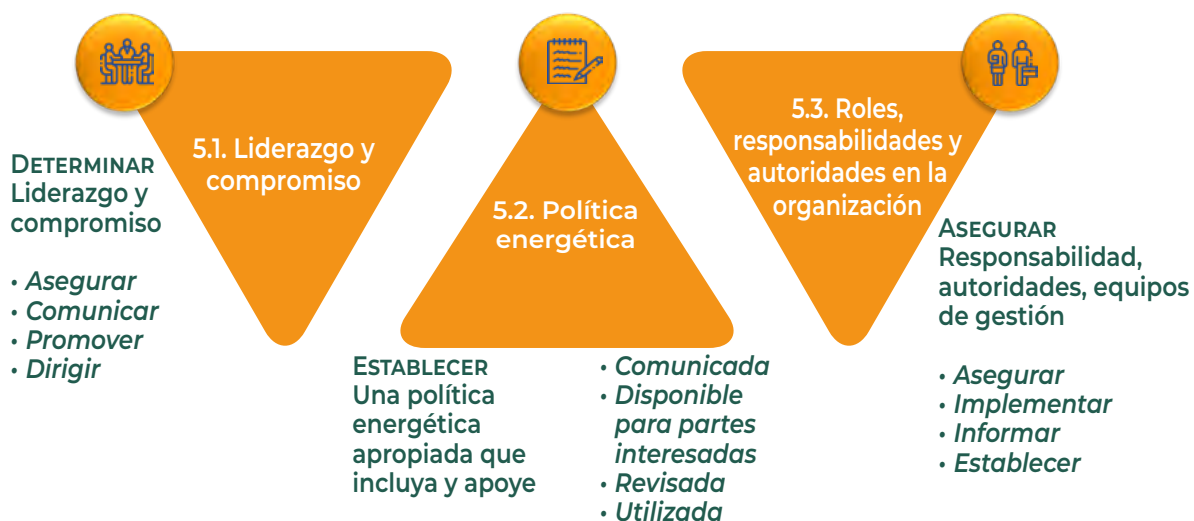 5.1. Liderazgo y
compromiso
DETERMINAR
Liderazgo y
compromiso
• Asegurar
• Comunicar
• Promover
• Dirigir
5.2. Política
energética
ESTABLECER
Una política
energética
apropiada que
incluya y apoye
• Comunicada
• Disponible
para partes
interesadas
• Revisada
• Utilizada
5.3. Roles,
responsabilidades y
autoridades en la
organización
ASEGURAR
Responsabilidad,
autoridades, equipos
de gestión
• Asegurar
• Implementar
• Informar
• Establecer